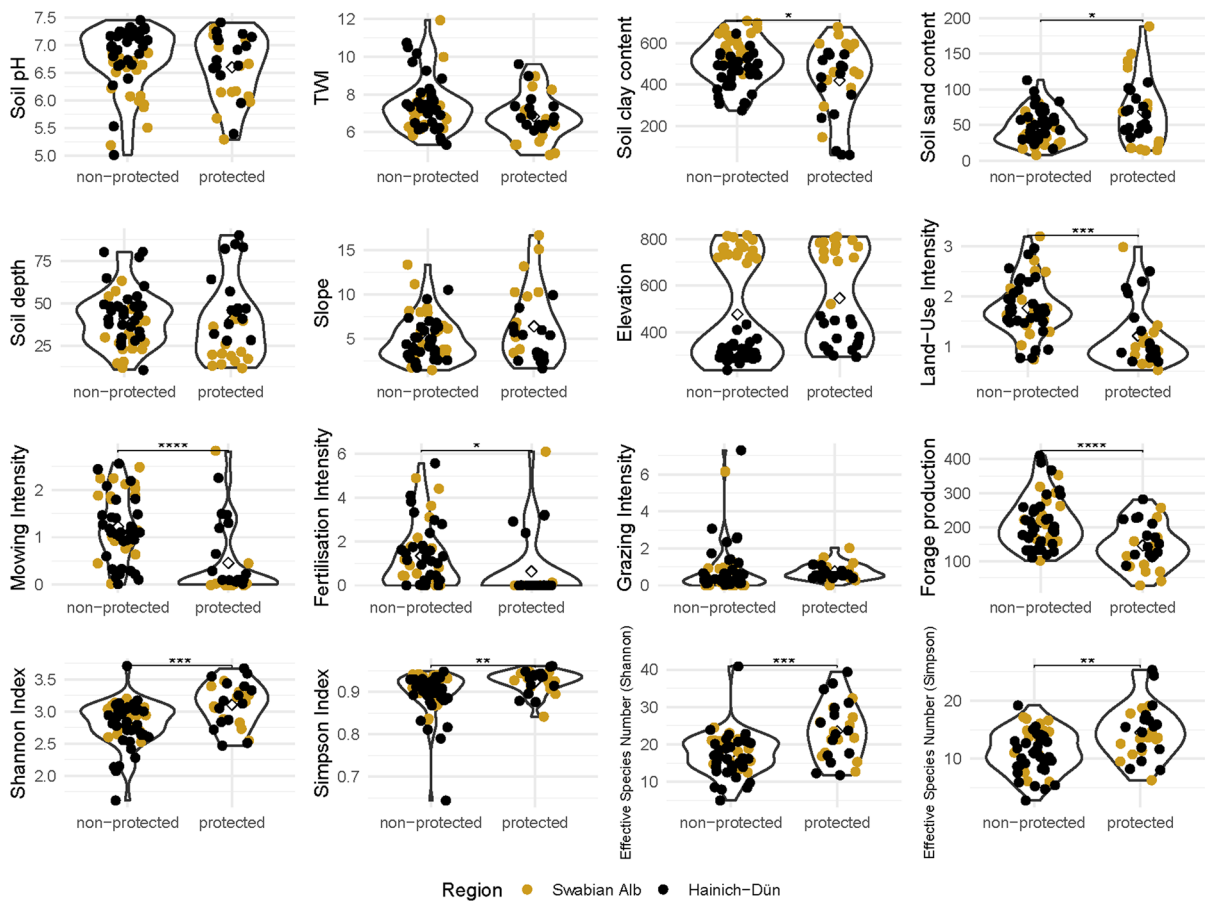 Soil pH
7.5
7.0
6.5
6.0
5.5
5.0
non−protected protected
TWI
12
10
8
6
non−protected protected
Soil clay content
600
400
200
*
non−protected protected
Soil sand content
200
150
100
50
0
*
non−protected protected
Soil depth
75
50
25
non−protected protected
Slope
15
10
5
non−protected protected
Elevation
800
600
400
non−protected protected
Land−Use Intensity
3
2
1
***
non−protected protected
Moving Intensity
2
1
0
****
non−protected protected
Fertilisation Intensity
6
4
2
0
*
non−protected protected
Grazing Intensity
6
4
2
0
non−protected protected
Forage production
400
300
200
100
****
non−protected protected
Shannon Index
3.5
3.0
2.5
2.0
***
non−protected protected
Simpson Index
0.9
0.8
0.7
**
non−protected protected
Effective Species Number (Shannon)
40
30
20
10
***
non−protected protected
Effective Species Number (Simpson)
20
10
**
non−protected protected
Region Swabian Alb Hainich−Dün